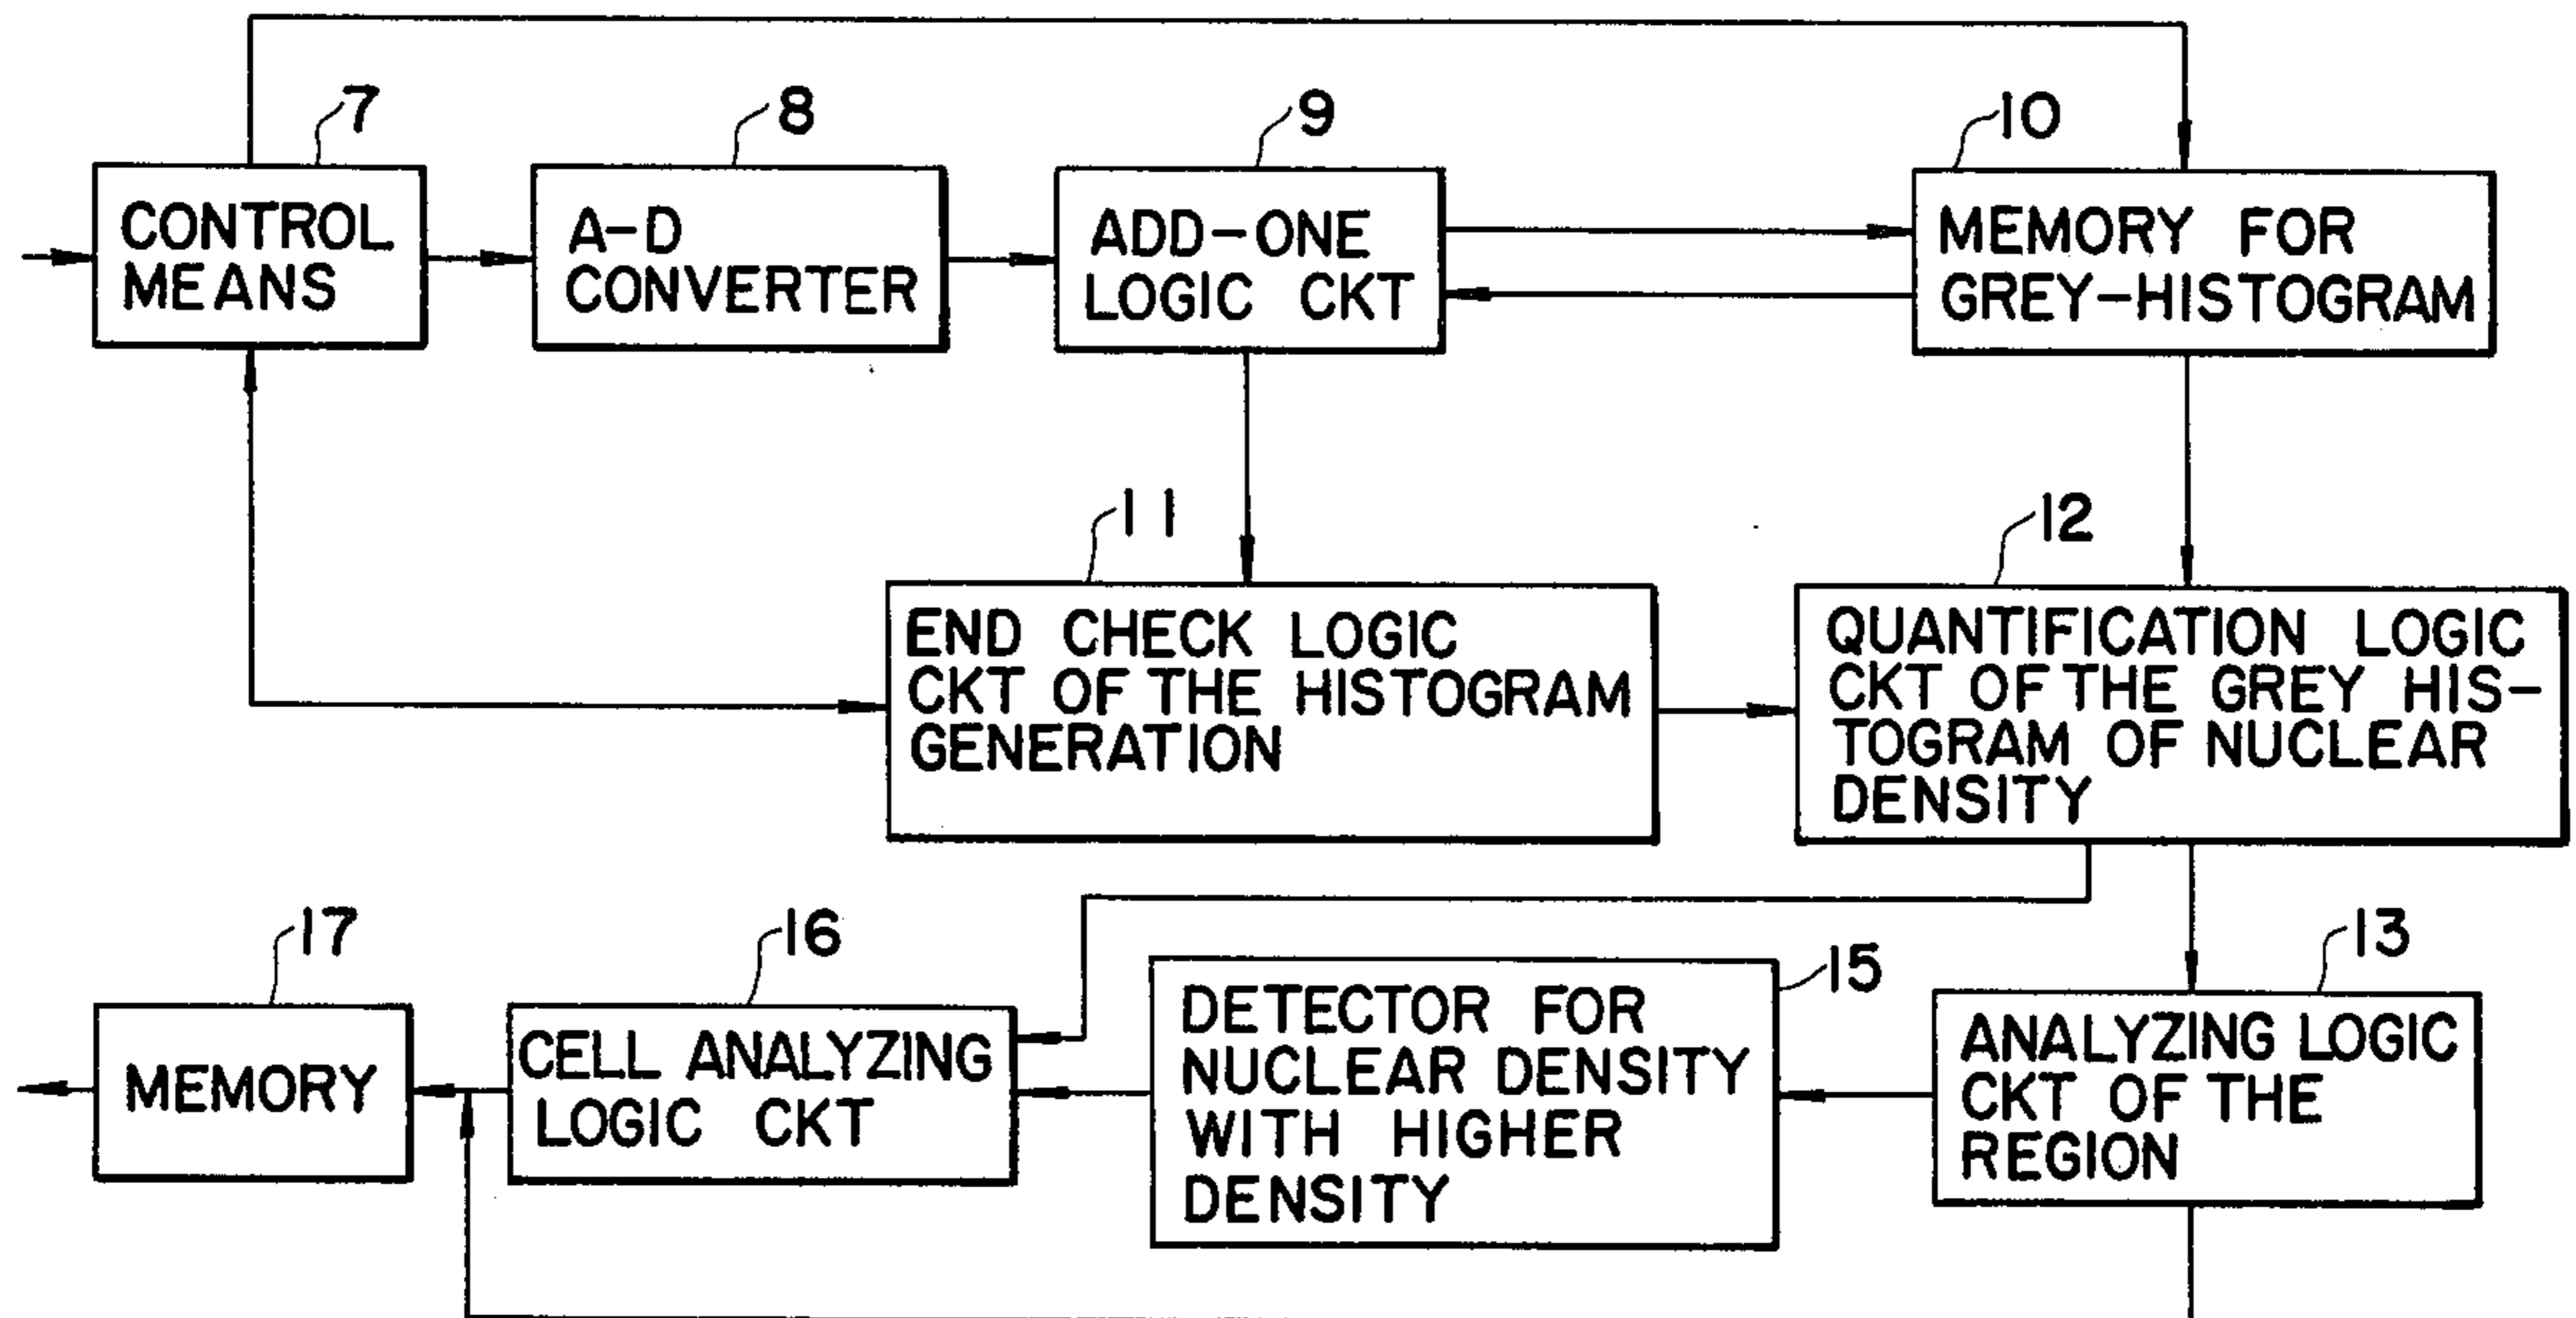 7
CONTROL
MEANS
8
A-D
CONVERTER
9
ADD-ONE
LOGIC CKT
10
MEMORY FOR
GREY-HISTOGRAM
11
END CHECK LOGIC
CKT OF THE HISTOGRAM
GENERATION
12
QUANTIFICATION LOGIC
CKT OF THE GREY HIS-
TOGRAM OF NUCLEAR
DENSITY
17
MEMORY
16
CELL ANALYZING
LOGIC CKT
15
DETECTOR FOR
NUCLEAR DENSITY
WITH HIGHER
DENSITY
13
ANALYZING LOGIC
CKT OF THE
REGION